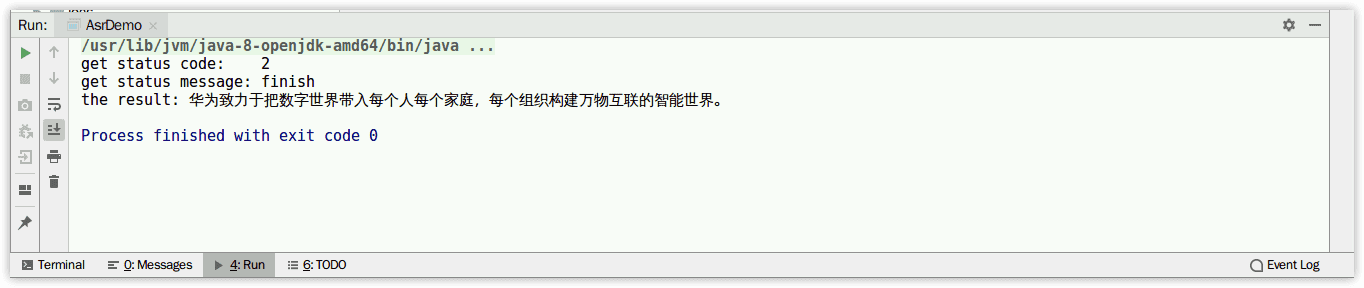 Run: AsrDemo
/usr/lib/jvm/java-8-openjdk-amd64/bin/java ...
get status code:    2
get status message: finish
the result: 华为致力于把数字世界带入每个人每个家庭，每个组织构建万物互联的智能世界。
Process finished with exit code 0
Terminal 0: Messages 4: Run 6: TODO Event Log